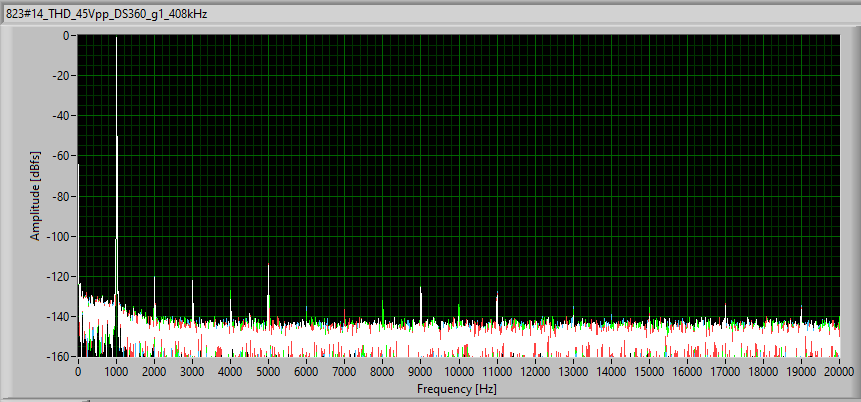 823#14_THD_45Vpp_DS360_g1_408kHz
0
-20
-40
-60
-80
-100
-120
-140
-160
Amplitude [dBfs]
0 1000 2000 3000 4000 5000 6000 7000 8000 9000 10000 11000 12000 13000 14000 15000 16000 17000 18000 19000 20000
Frequency [Hz]